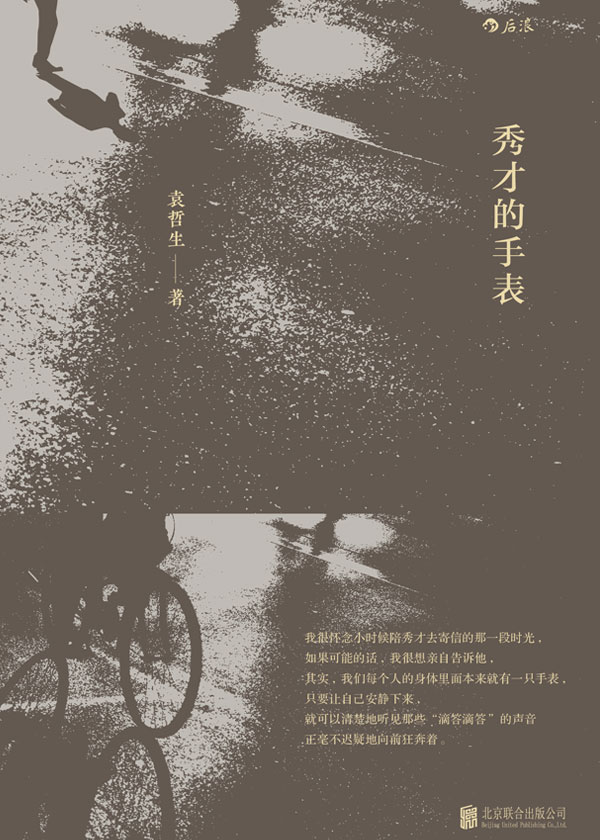 后浪
秀才的手表
袁哲生——著
我很怀念小时候陪秀才去寄信的那一段时光，
如果可能的话，我很想亲自告诉他，
其实，我们每个人的身体里面本来就有一只手表，
只要让自己安静下来，
就可以清楚地听见那些“滴答滴答”的声音
正毫不迟疑地向前狂奔着。
北京联合出版公司
Beijing United Publishing Co.,Ltd.